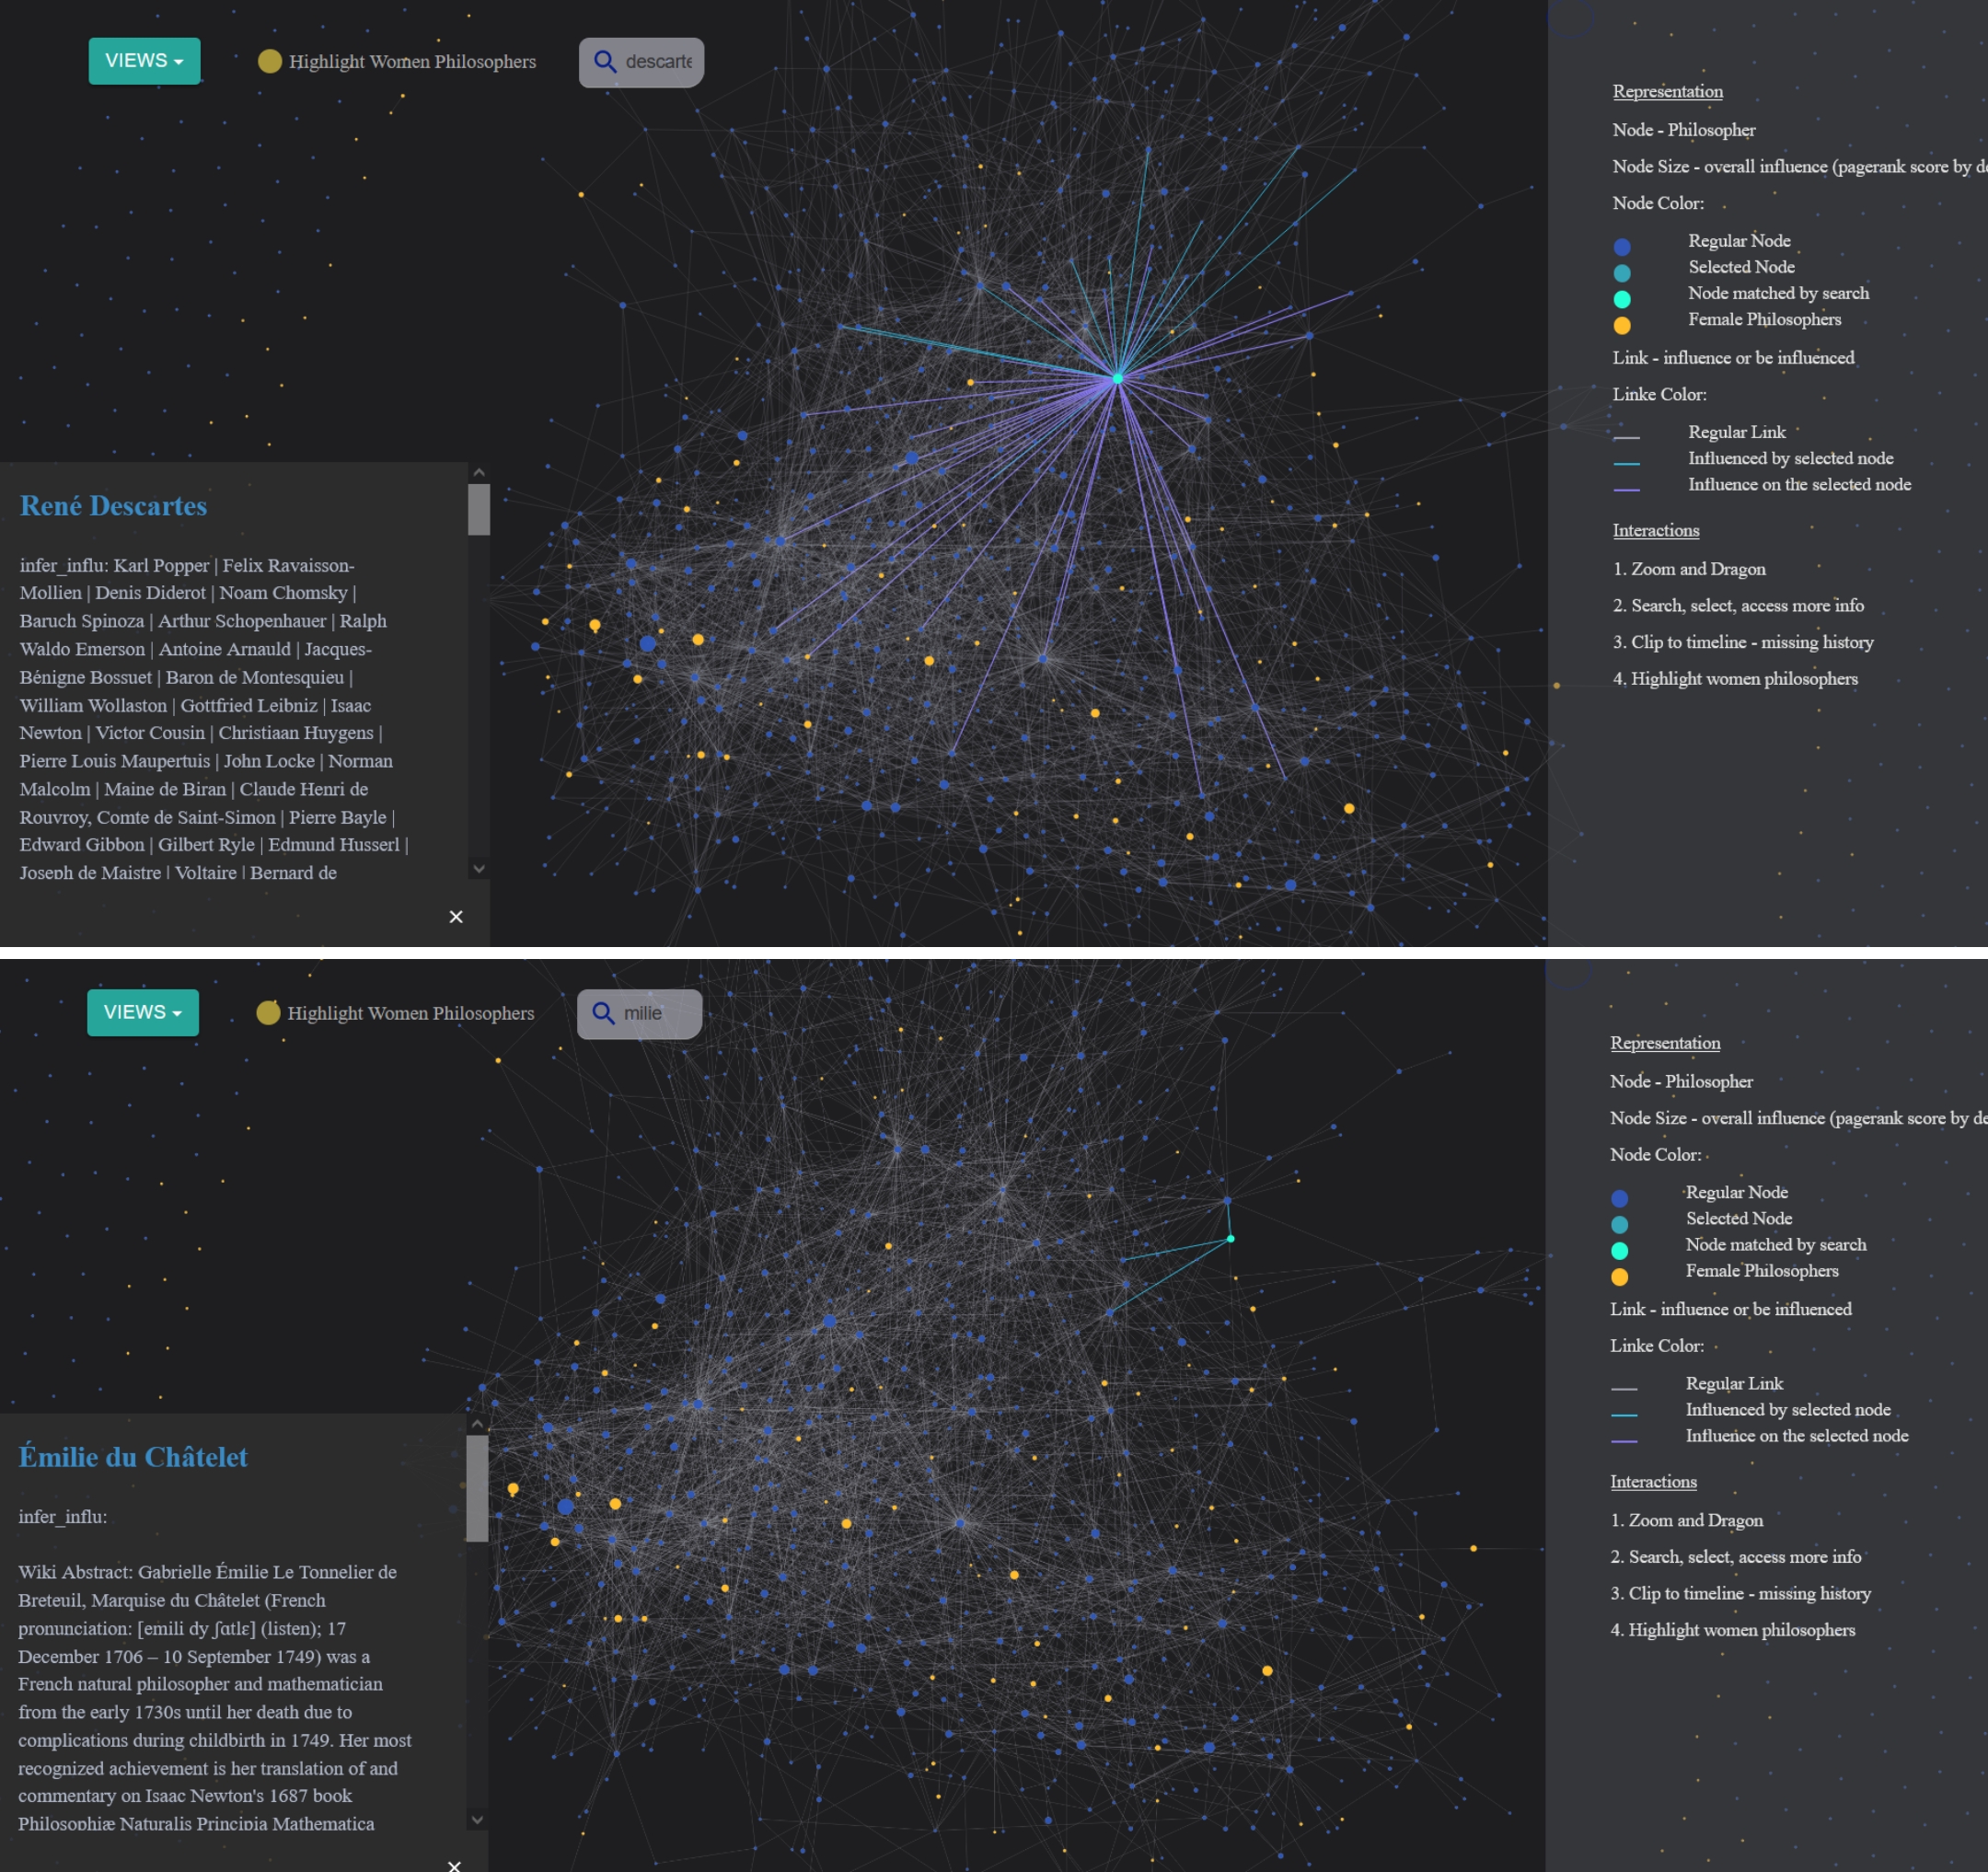 VIEWS
Highlight Women Philosophers
descarte
Representation
Node - Philosopher
Node Size - overall influence (pagerank score by de
Node Color:
Regular Node
Selected Node
Node matched by search
Female Philosophers
Link - influence or be influenced
Linke Color:
Regular Link
Influenced by selected node
Influence on the selected node
Interactions
1. Zoom and Dragon
2. Search, select, access more info
3. Clip to timeline - missing history
4. Highlight women philosophers
René Descartes
infer_influ: Karl Popper | Felix Ravaisson-
Mollien | Denis Diderot | Noam Chomsky |
Baruch Spinoza | Arthur Schopenhauer | Ralph
Waldo Emerson | Antoine Arnauld | Jacques-
Bénigne Bossuet | Baron de Montesquieu |
William Wollaston | Gottfried Leibniz | Isaac
Newton | Victor Cousin | Christiaan Huygens |
Pierre Louis Maupertuis | John Locke | Norman
Malcolm | Maine de Biran | Claude Henri de
Rouvroy, Comte de Saint-Simon | Pierre Bayle |
Edward Gibbon | Gilbert Ryle | Edmund Husserl |
Joseph de Maistre | Voltaire | Bernard de
×
VIEWS
Highlight Women Philosophers
milie
Representation
Node - Philosopher
Node Size - overall influence (pagerank score by de
Node Color:
Regular Node
Selected Node
Node matched by search
Female Philosophers
Link - influence or be influenced
Linke Color:
Regular Link
Influenced by selected node
Influence on the selected node
Interactions
1. Zoom and Dragon
2. Search, select, access more info
3. Clip to timeline - missing history
4. Highlight women philosophers
Émilie du Châtelet
infer_influ:
Wiki Abstract: Gabrielle Émilie Le Tonnelier de
Breteuil, Marquise du Châtelet (French
pronunciation: [emili dy ʃɑtlɛ] (listen); 17
December 1706 – 10 September 1749) was a
French natural philosopher and mathematician
from the early 1730s until her death due to
complications during childbirth in 1749. Her most
recognized achievement is her translation of and
commentary on Isaac Newton's 1687 book
Philosophiæ Naturalis Principia Mathematica
×